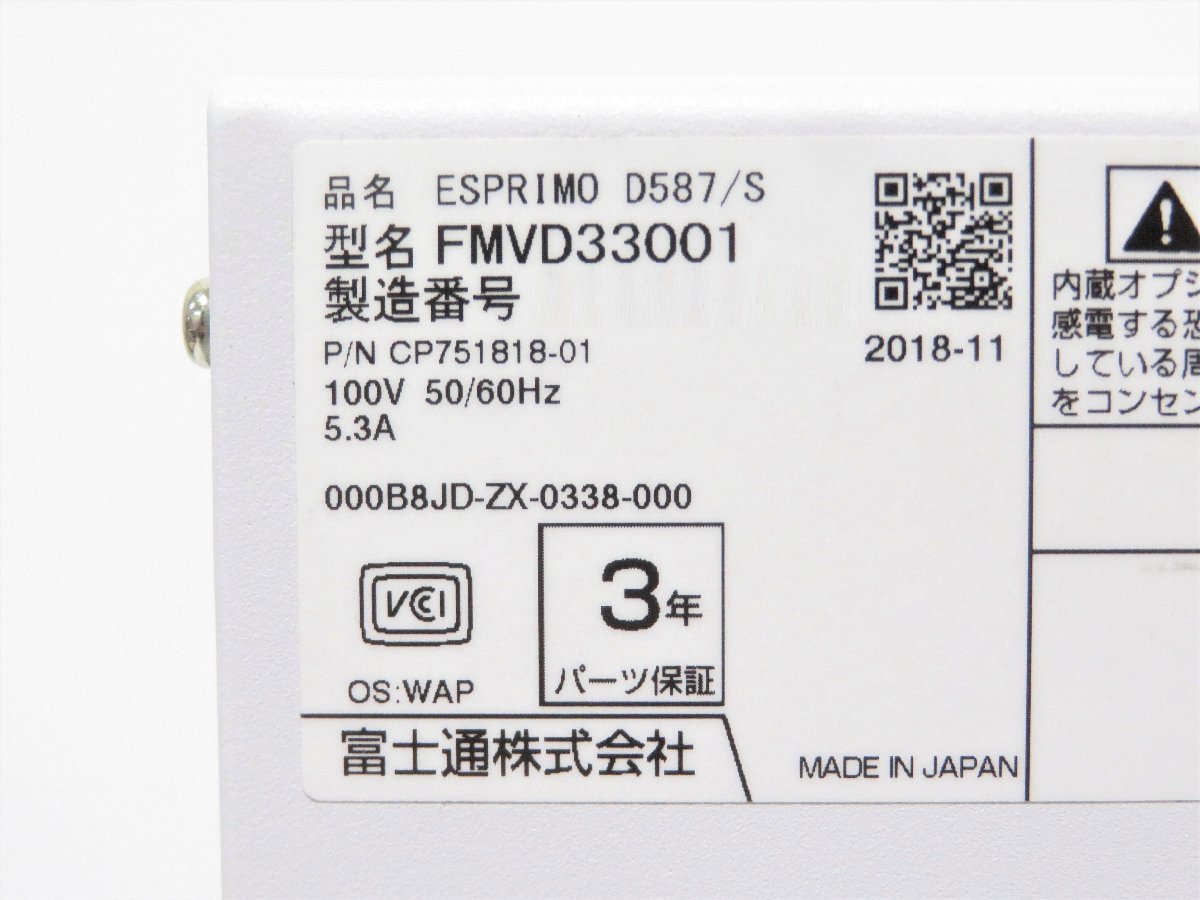 品名 ESPRIMO D587/S
型名 FMVD33001
製造番号
P/N CP751818-01
100V 50/60Hz
5.3A
2018-11
000B8JD-ZX-0338-000
VCCI
OS:WAP
3年
パーツ保証
富士通株式会社
MADE IN JAPAN
内蔵オプシ
感電する恐
している周
をコンセン